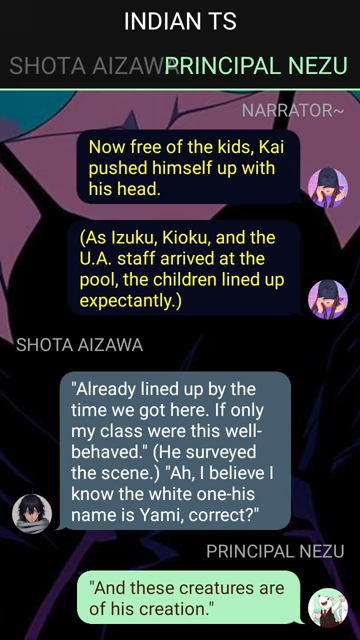 INDIAN TS
SHOTA AIZAWA PRINCIPAL NEZU
NARRATOR~
Now free of the kids, Kai
pushed himself up with
his head.
(As Izuku, Kioku, and the
U.A. staff arrived at the
pool, the children lined up
expectantly.)
SHOTA AIZAWA
"Already lined up by the
time we got here. If only
my class were this well-
behaved." (He surveyed
the scene.) "Ah, I believe I
know the white one-his
name is Yami, correct?"
PRINCIPAL NEZU
"And these creatures are
of his creation."